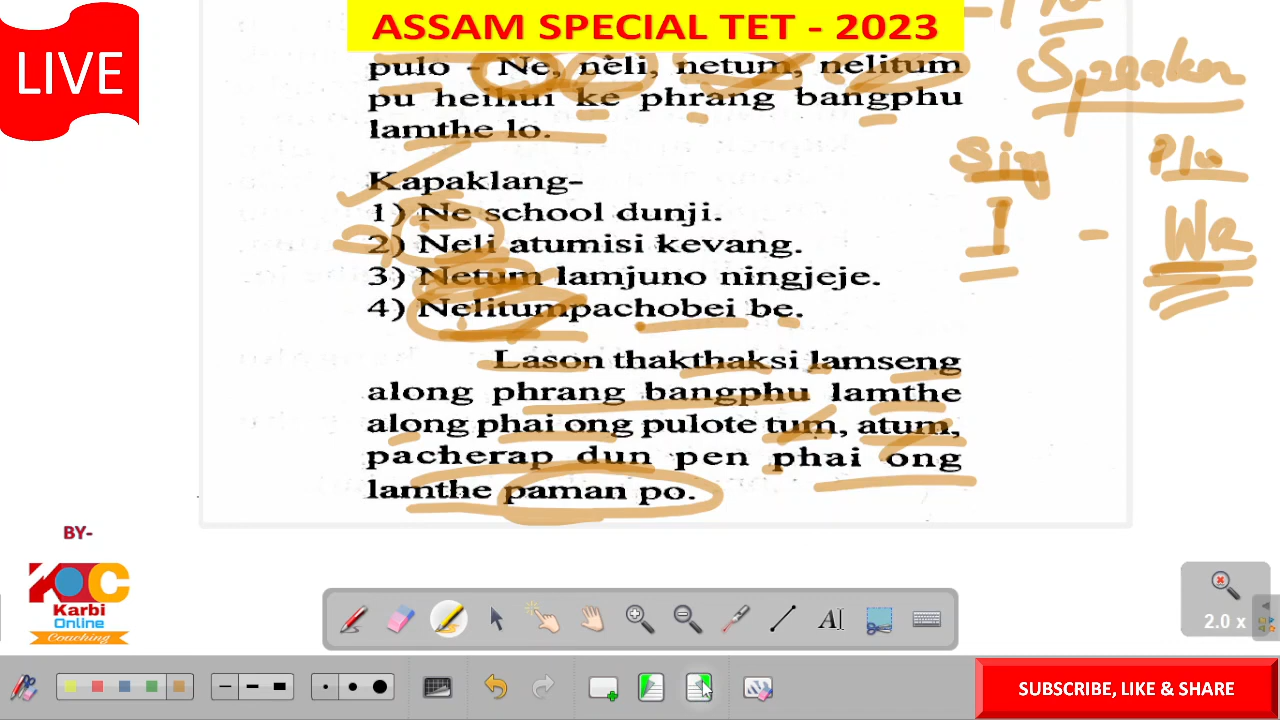 ASSAM SPECIAL TET - 2023
LIVE
pulo - Ne, neli, netum, nelitum
pu heihui ke phrang bangphu
lamthe lo.
Speaker
Kapaklang-
1) Ne school dunji.
2) Neli atumisi kevang.
3) Netum lamjuno ningjeje.
4) Nelitumpachobei be.
Sing Plu
I - We
Lason thakthaksi lamseng
along phrang bangphu lamthe
along phai ong pulote tum, atum,
pacherap dun pen phai ong
lamthe paman po.
BY-
KOC
Karbi
Online
Coaching
2.0 x
SUBSCRIBE, LIKE & SHARE